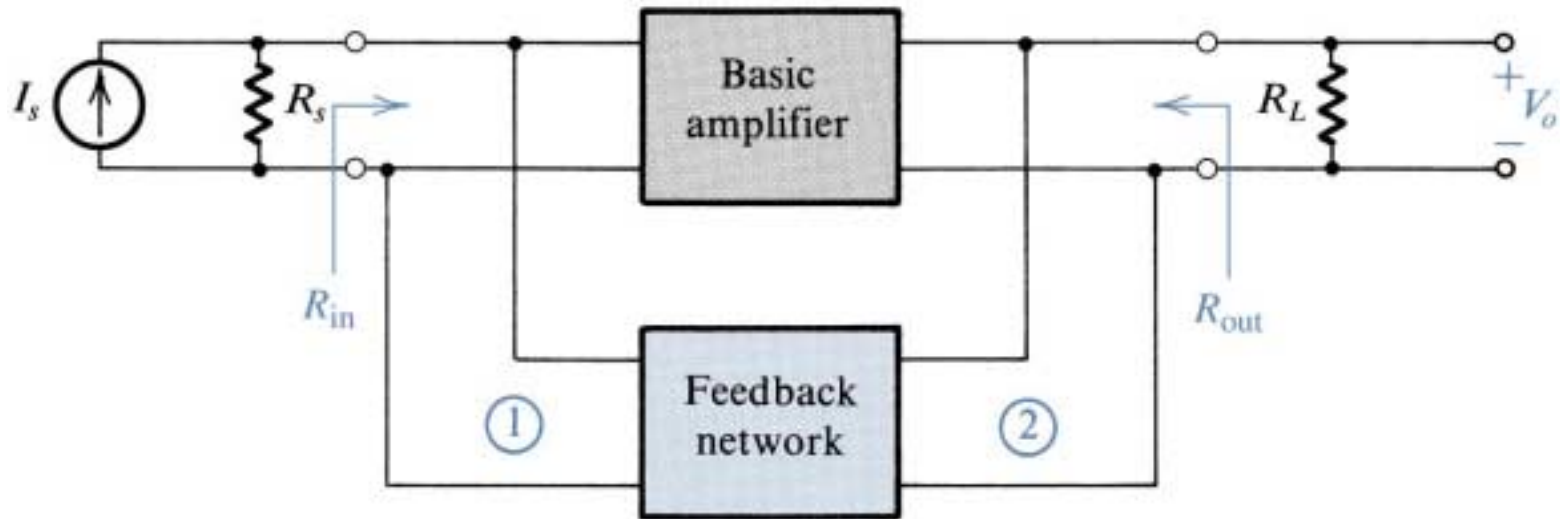 Basic
amplifier
I_s
R_s
R_L
+
V_o
−
R_in
R_out
Feedback
network
1
2